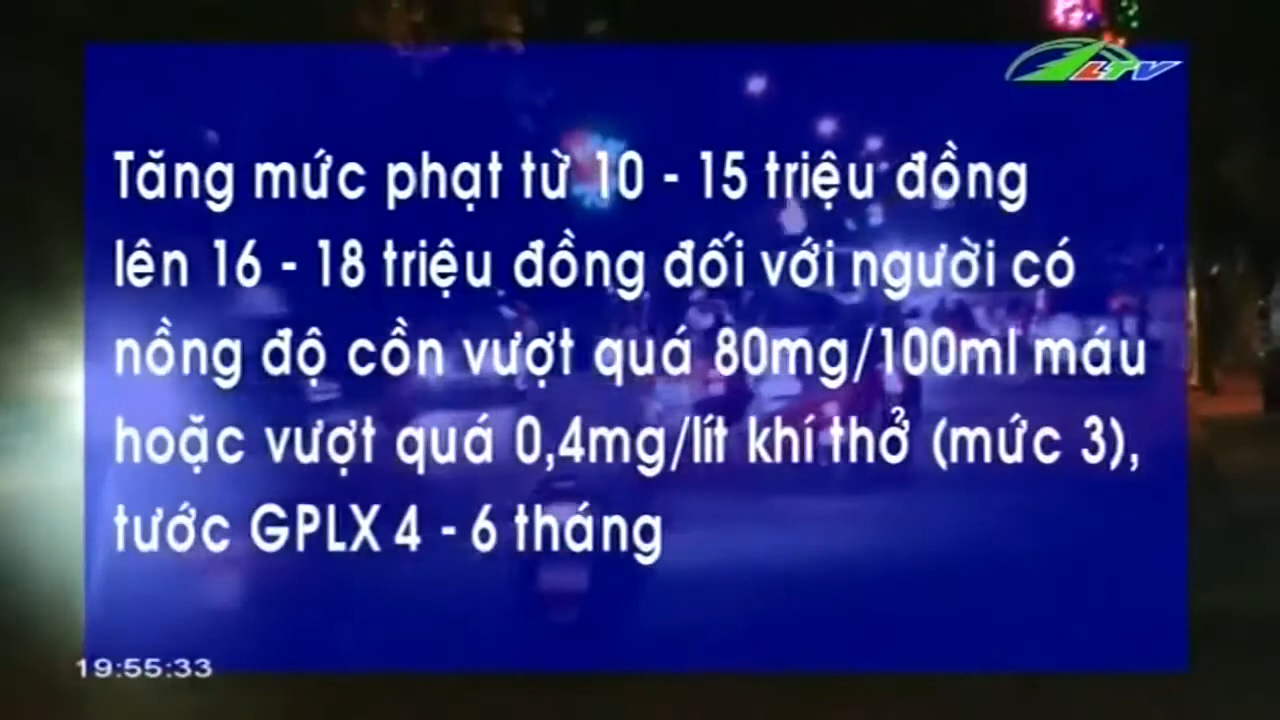 LTV
Tăng mức phạt từ 10 - 15 triệu đồng
lên 16 - 18 triệu đồng đối với người có
nồng độ cồn vượt quá 80mg/100ml máu
hoặc vượt quá 0,4mg/lít khí thở (mức 3),
tước GPLX 4 - 6 tháng
19:55:33